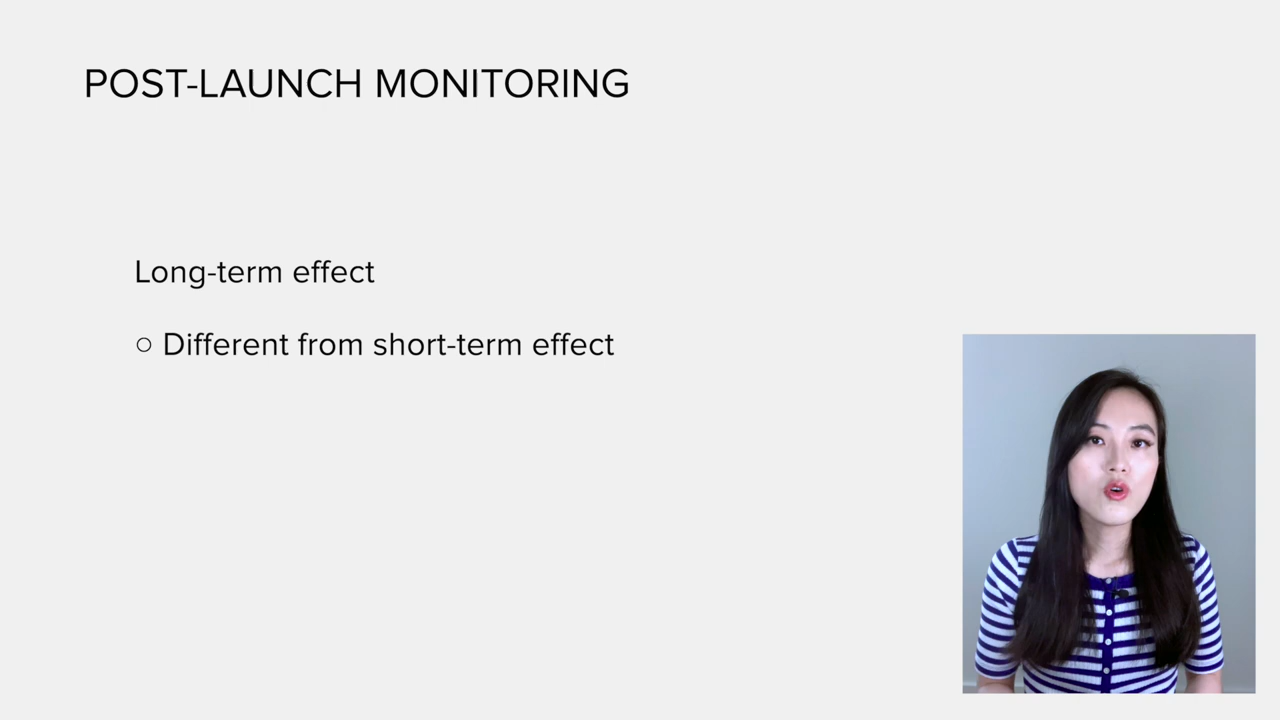 POST-LAUNCH MONITORING
Long-term effect
○ Different from short-term effect